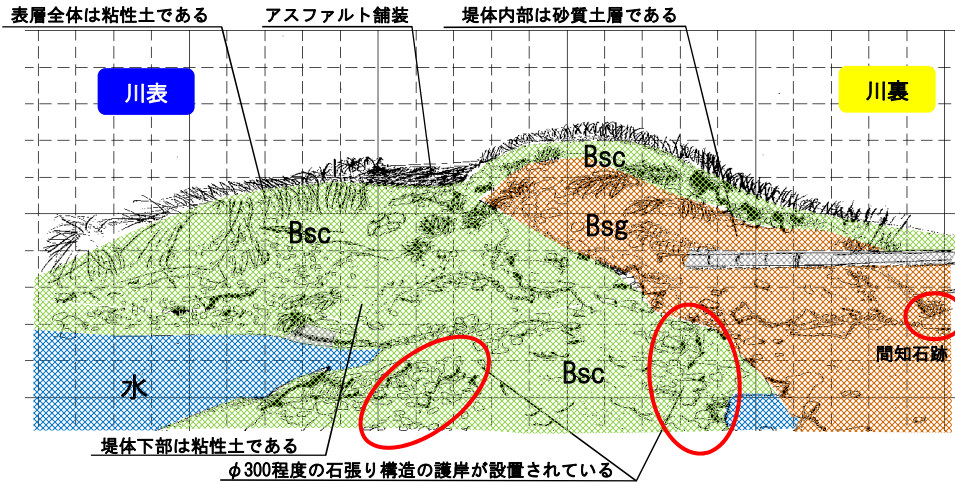 表層全体は粘性土である
アスファルト舗装
堤体内部は砂質土層である
川表
川裏
Bsc
Bsc
Bsg
間知石跡
Bsc
水
堤体下部は粘性土である
φ300程度の石張り構造の護岸が設置されている